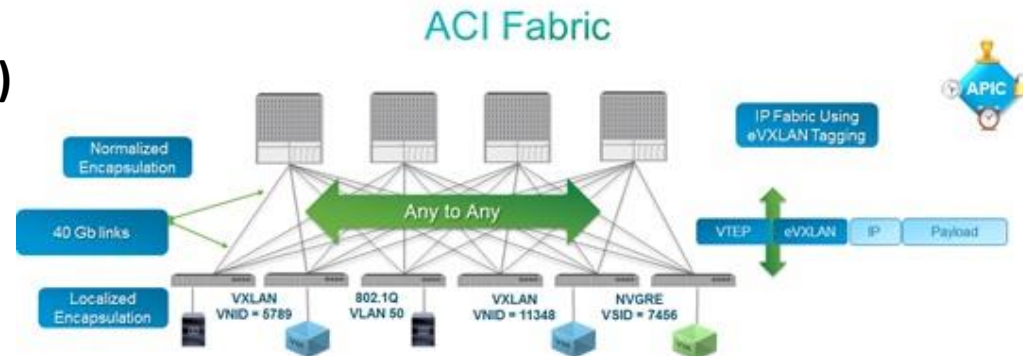 ACI Fabric
)
APIC
IP Fabric Using
eVXLAN Tagging
Normalized
Encapsulation
Any to Any
40 Gb links
VTEP eVXLAN IP Payload
Localized
Encapsulation
VXLAN
VNID = 5789
802.1Q
VLAN 50
VXLAN
VNID = 11348
NVGRE
VSID = 7456